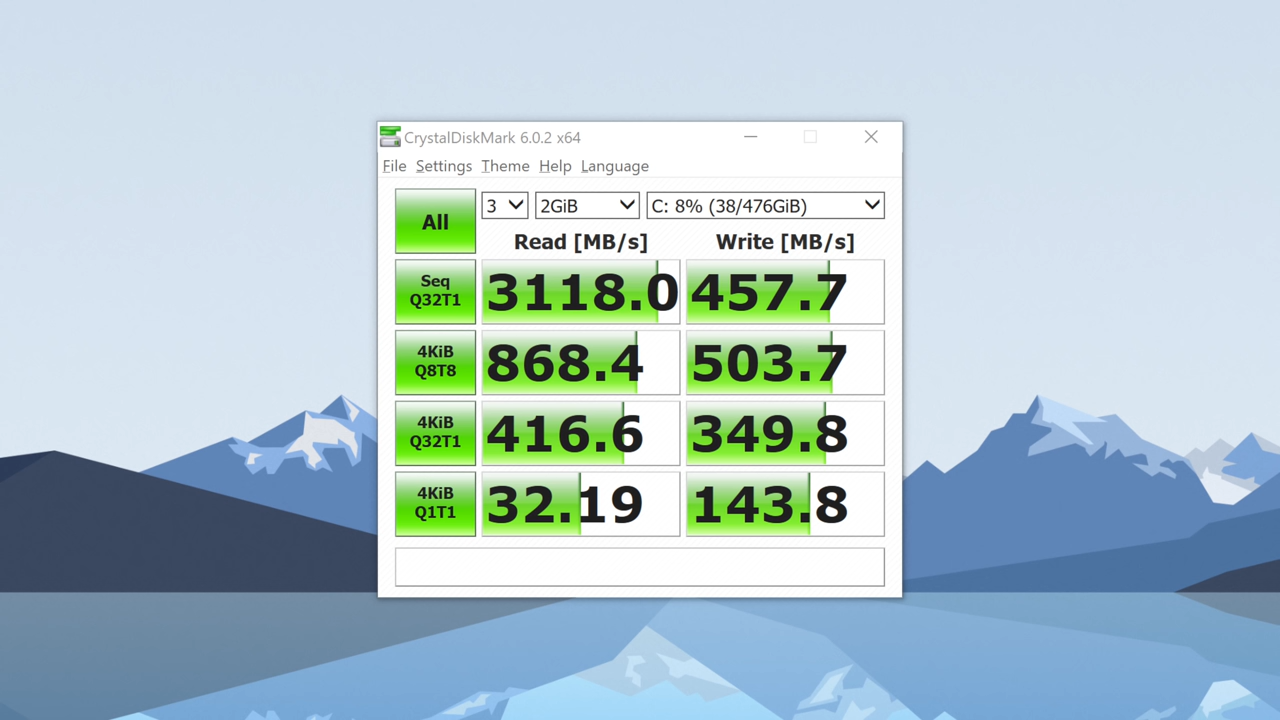 CrystalDiskMark 6.0.2 x64
File Settings Theme Help Language
All
3 2GiB C: 8% (38/476GiB)
Read [MB/s] Write [MB/s]
Seq
Q32T1
3118.0 457.7
4KiB
Q8T8
868.4 503.7
4KiB
Q32T1
416.6 349.8
4KiB
Q1T1
32.19 143.8